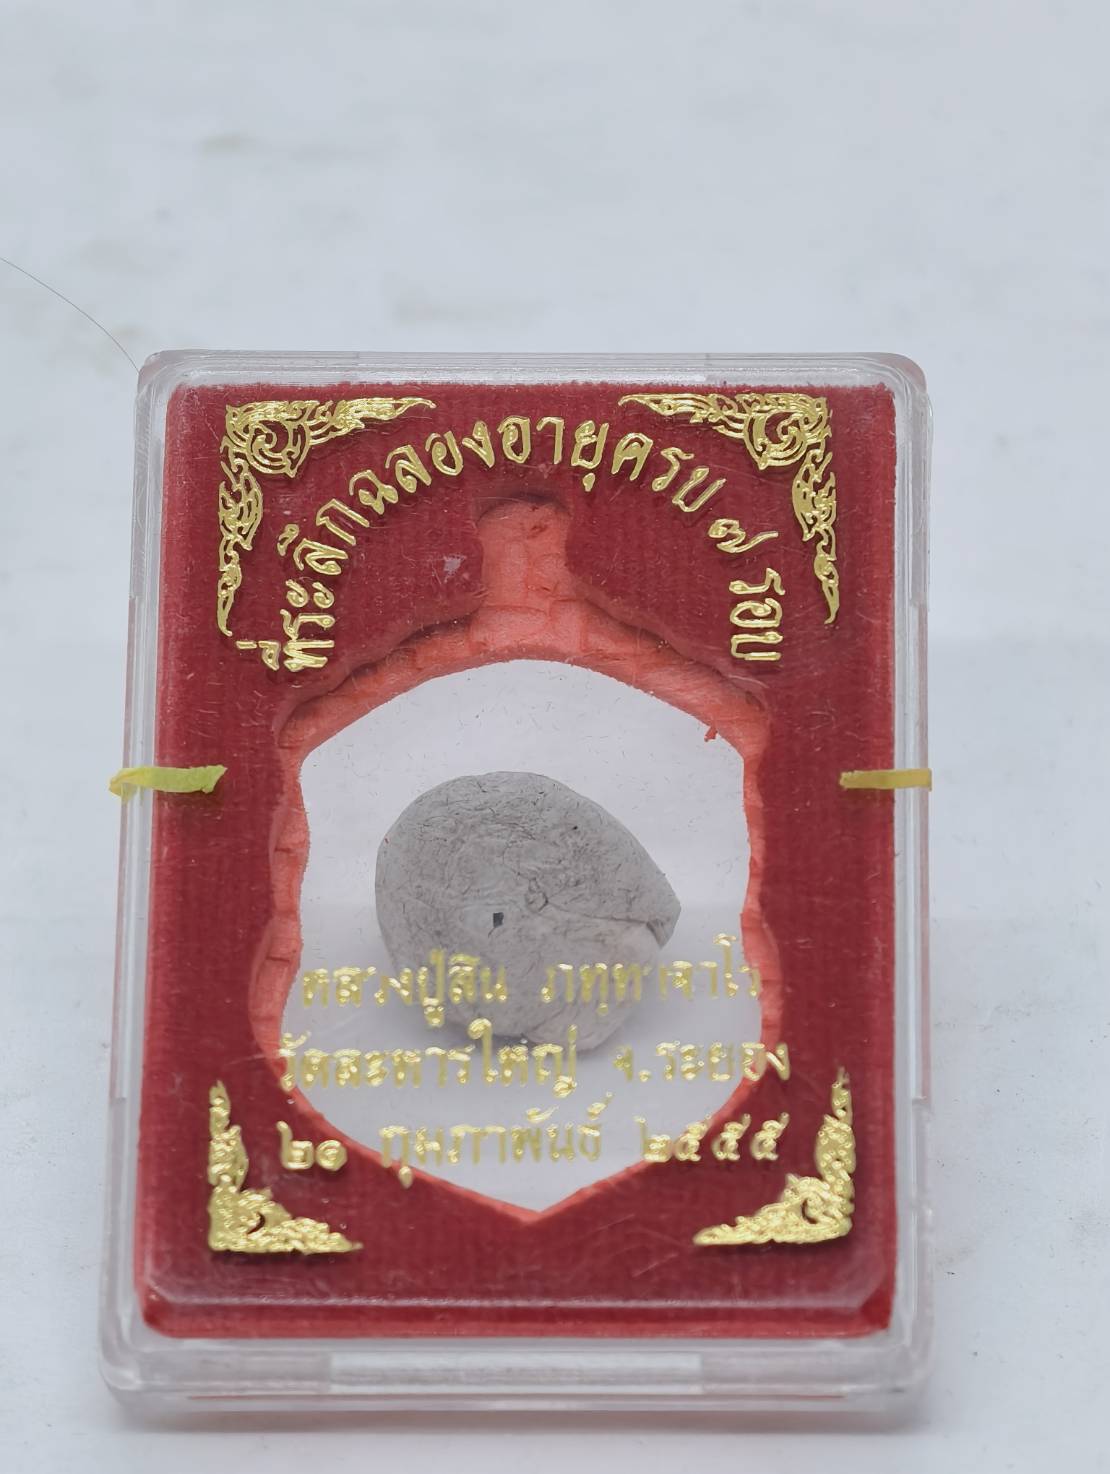 ที่ระลึกฉลองอายุครบ ๗ รอบ
หลวงปู่สิน ภทฺทาจาโร
วัดละหารใหญ่ จ.ระยอง
๒๑ กุมภาพันธ์ ๒๕๕๕